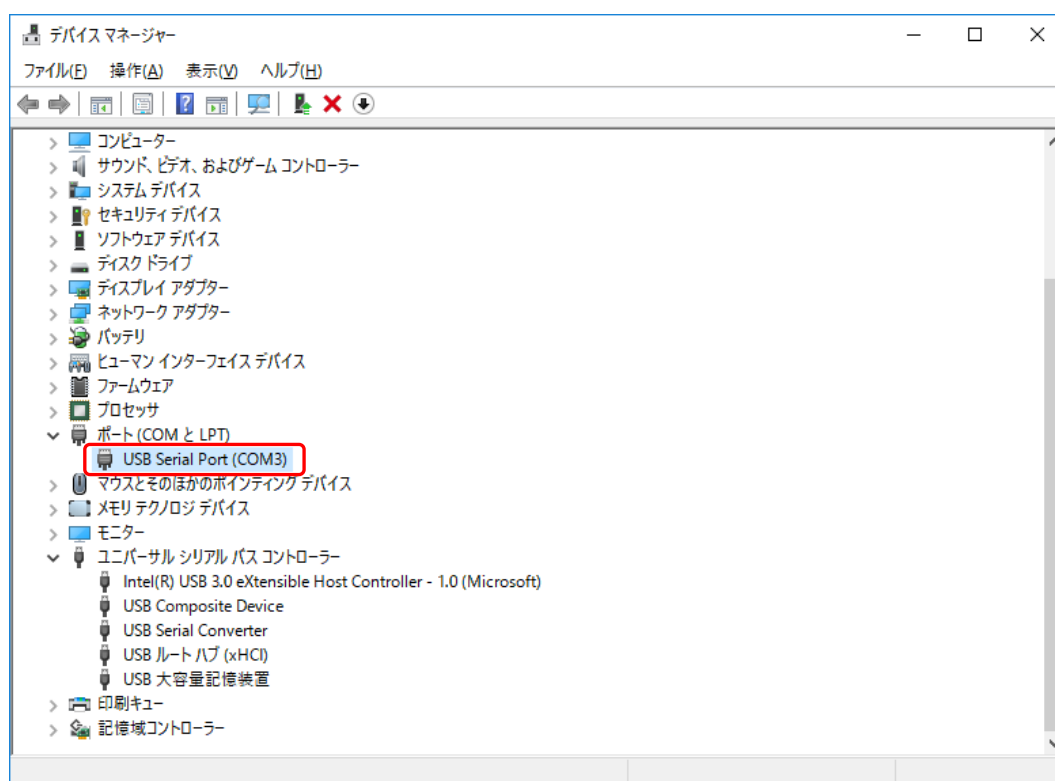 デバイス マネージャー
ファイル(F) 操作(A) 表示(V) ヘルプ(H)
コンピューター
サウンド、ビデオ、およびゲーム コントローラー
システム デバイス
セキュリティ デバイス
ソフトウェア デバイス
ディスク ドライブ
ディスプレイ アダプター
ネットワーク アダプター
バッテリ
ヒューマン インターフェイス デバイス
ファームウェア
プロセッサ
ポート (COM と LPT)
USB Serial Port (COM3)
マウスとそのほかのポインティング デバイス
メモリ テクノロジ デバイス
モニター
ユニバーサル シリアル バス コントローラー
Intel(R) USB 3.0 eXtensible Host Controller - 1.0 (Microsoft)
USB Composite Device
USB Serial Converter
USB ルート ハブ (xHCI)
USB 大容量記憶装置
印刷キュー
記憶域コントローラー